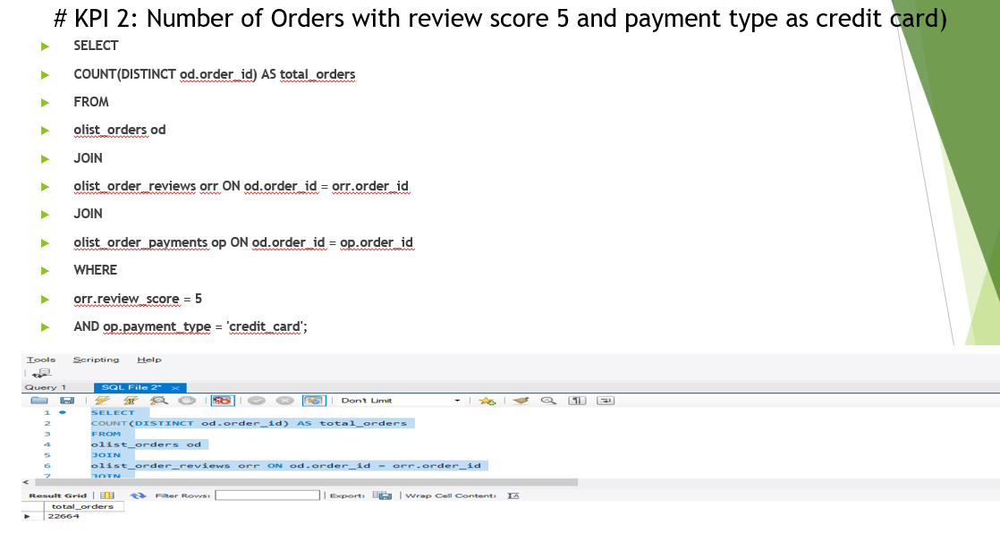 # KPI 2: Number of Orders with review score 5 and payment type as credit card)
SELECT
COUNT(DISTINCT od.order_id) AS total_orders
FROM
olist_orders od
JOIN
olist_order_reviews orr ON od.order_id = orr.order_id
JOIN
olist_order_payments op ON od.order_id = op.order_id
WHERE
orr.review_score = 5
AND op.payment_type = 'credit_card';
Tools Scripting Help
Query 1 SQL File 2*
Don't Limit
1 SELECT
2 COUNT(DISTINCT od.order_id) AS total_orders
3 FROM
4 olist_orders od
5 JOIN
6 olist_order_reviews orr ON od.order_id = orr.order_id
7 JOIN
Result Grid Filter Rows: Export: Wrap Cell Content:
total_orders
22664